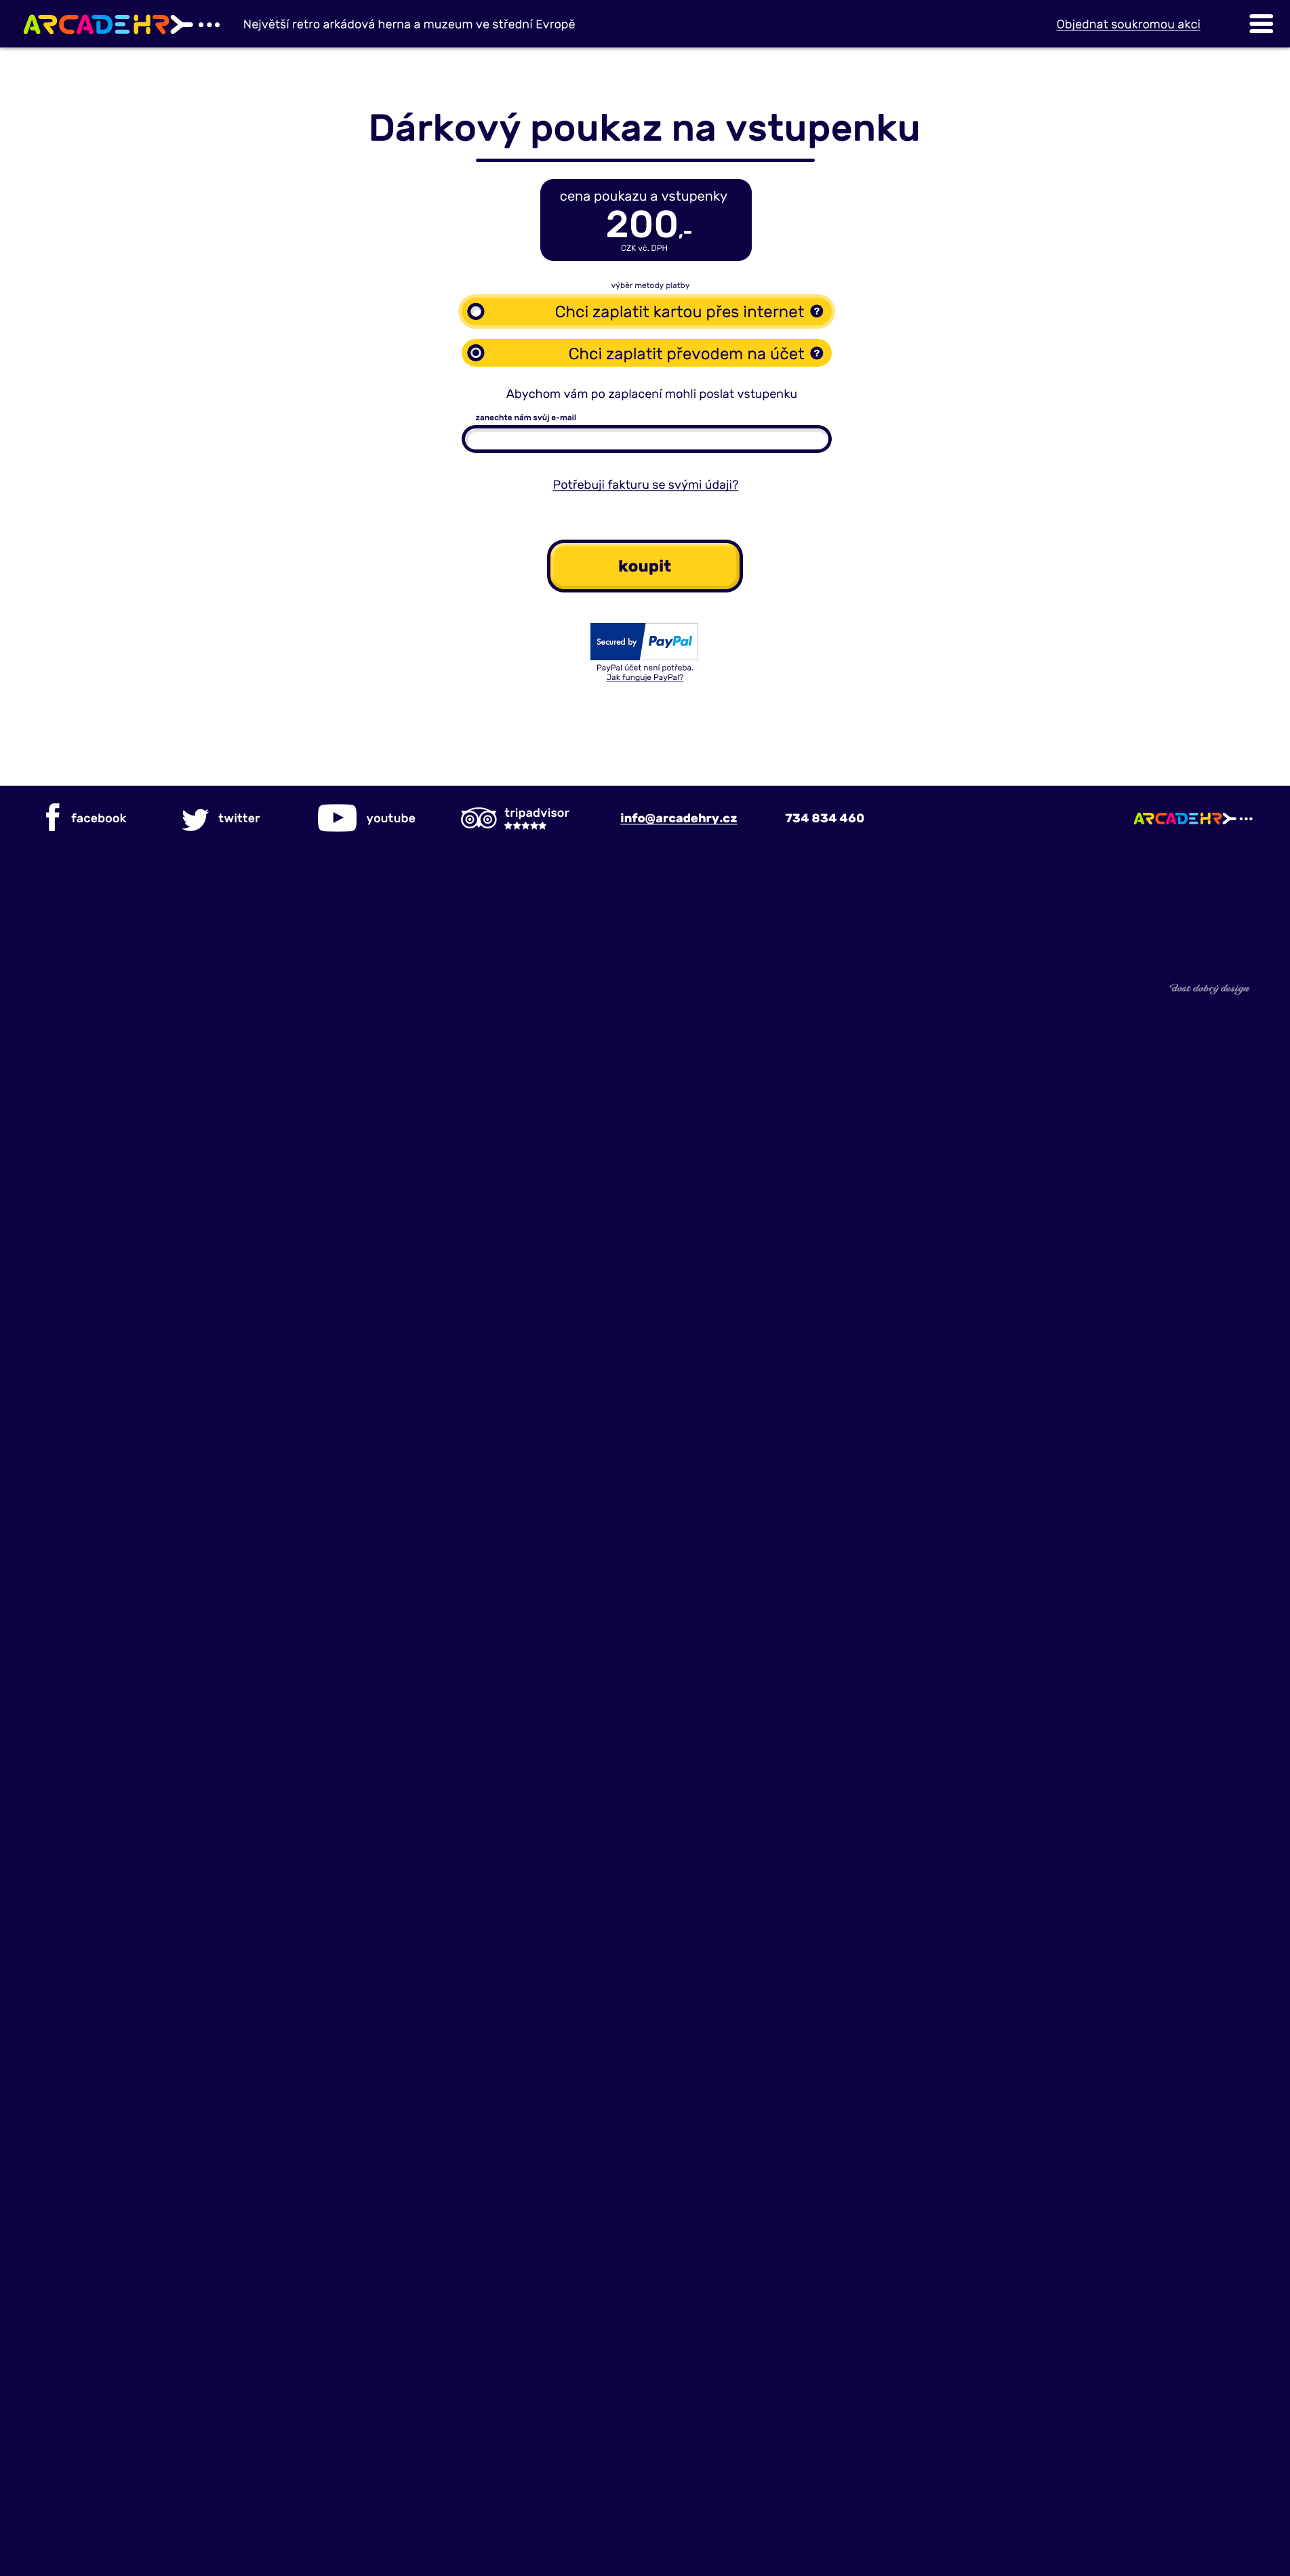 ARCADEHRY
Největší retro arkádová herna a muzeum ve střední Evropě
Objednat soukromou akci
Dárkový poukaz na vstupenku
cena poukazu a vstupenky
200,-
CZK vč. DPH
výběr metody platby
Chci zaplatit kartou přes internet ?
Chci zaplatit převodem na účet ?
Abychom vám po zaplacení mohli poslat vstupenku
zanechte nám svůj e-mail
Potřebuji fakturu se svými údaji?
koupit
Secured by PayPal
PayPal účet není potřeba.
Jak funguje PayPal?
facebook
twitter
youtube
tripadvisor
info@arcadehry.cz
734 834 460
ARCADEHRY
dost dobrý design